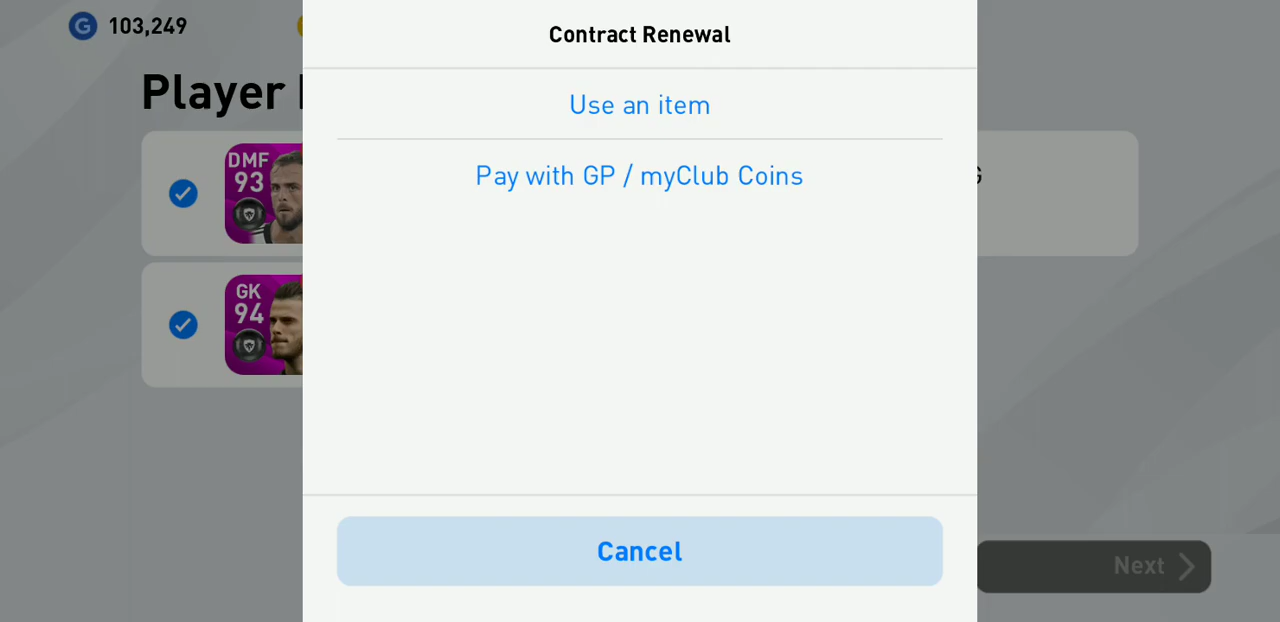 G 103,249
Contract Renewal
Player
Use an item
DMF
93
Pay with GP / myClub Coins
GK
94
Cancel
Next